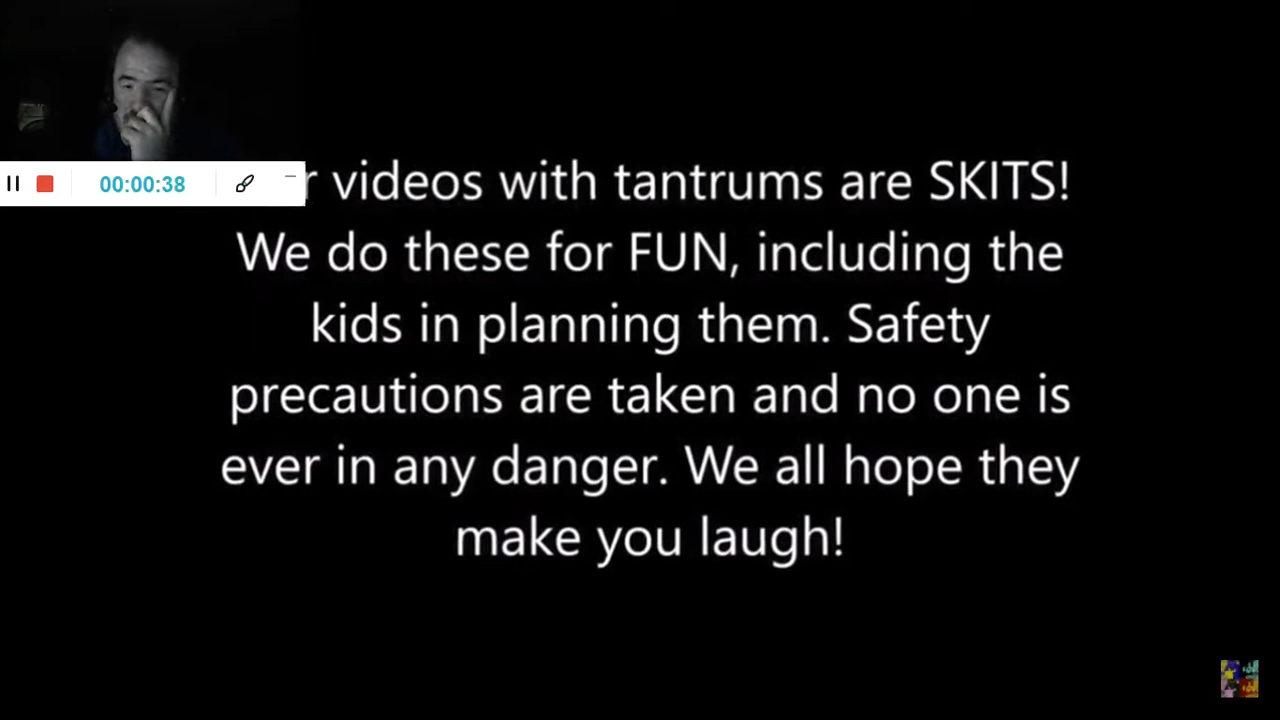 00:00:38
r videos with tantrums are SKITS!
We do these for FUN, including the
kids in planning them. Safety
precautions are taken and no one is
ever in any danger. We all hope they
make you laugh!